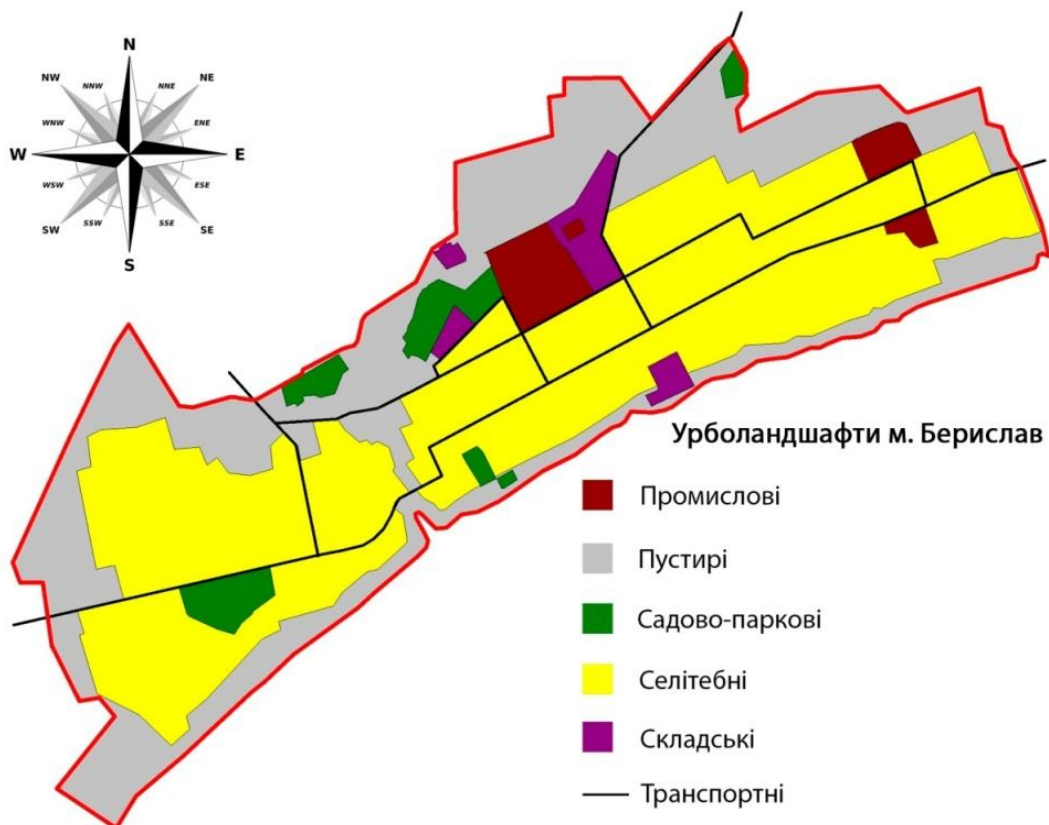 N
NNW
NNE
NW
NE
WNW
ENE
W
E
WSW
ESE
SW
SE
SSW
SSE
S
Урболандшафти м. Берислав
Промислові
Пустирі
Садово-паркові
Селітебні
Складські
Транспортні